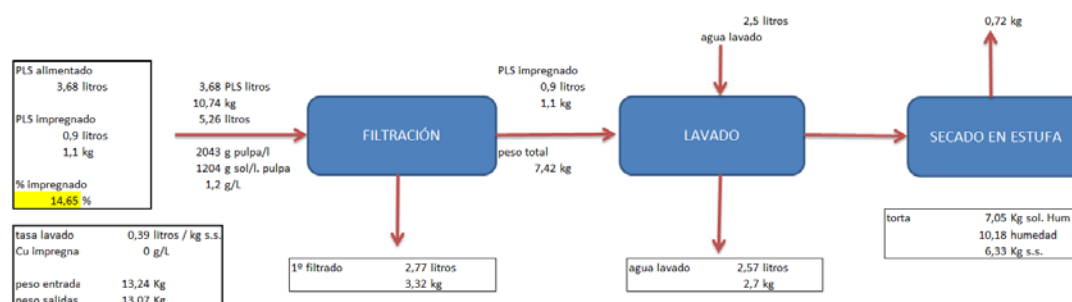 PLS alimentado
3,68 litros
PLS impregnado
0,9 litros
1,1 kg
% impregnado
14,65 %
tasa lavado 0,39 litros / kg s.s.
Cu impregna 0 g/L
peso entrada 13,24 Kg
peso salidas 13,07 Kg
3,68 PLS litros
10,74 kg
5,26 litros
2043 g pulpa/l
1204 g sol/l. pulpa
1,2 g/L
FILTRACIÓN
1º filtrado 2,77 litros
3,32 kg
PLS impregnado
0,9 litros
1,1 kg
peso total
7,42 kg
2,5 litros
agua lavado
LAVADO
agua lavado 2,57 litros
2,7 kg
0,72 kg
SECADO EN ESTUFA
torta 7,05 Kg sol. Hum
10,18 humedad
6,33 Kg s.s.